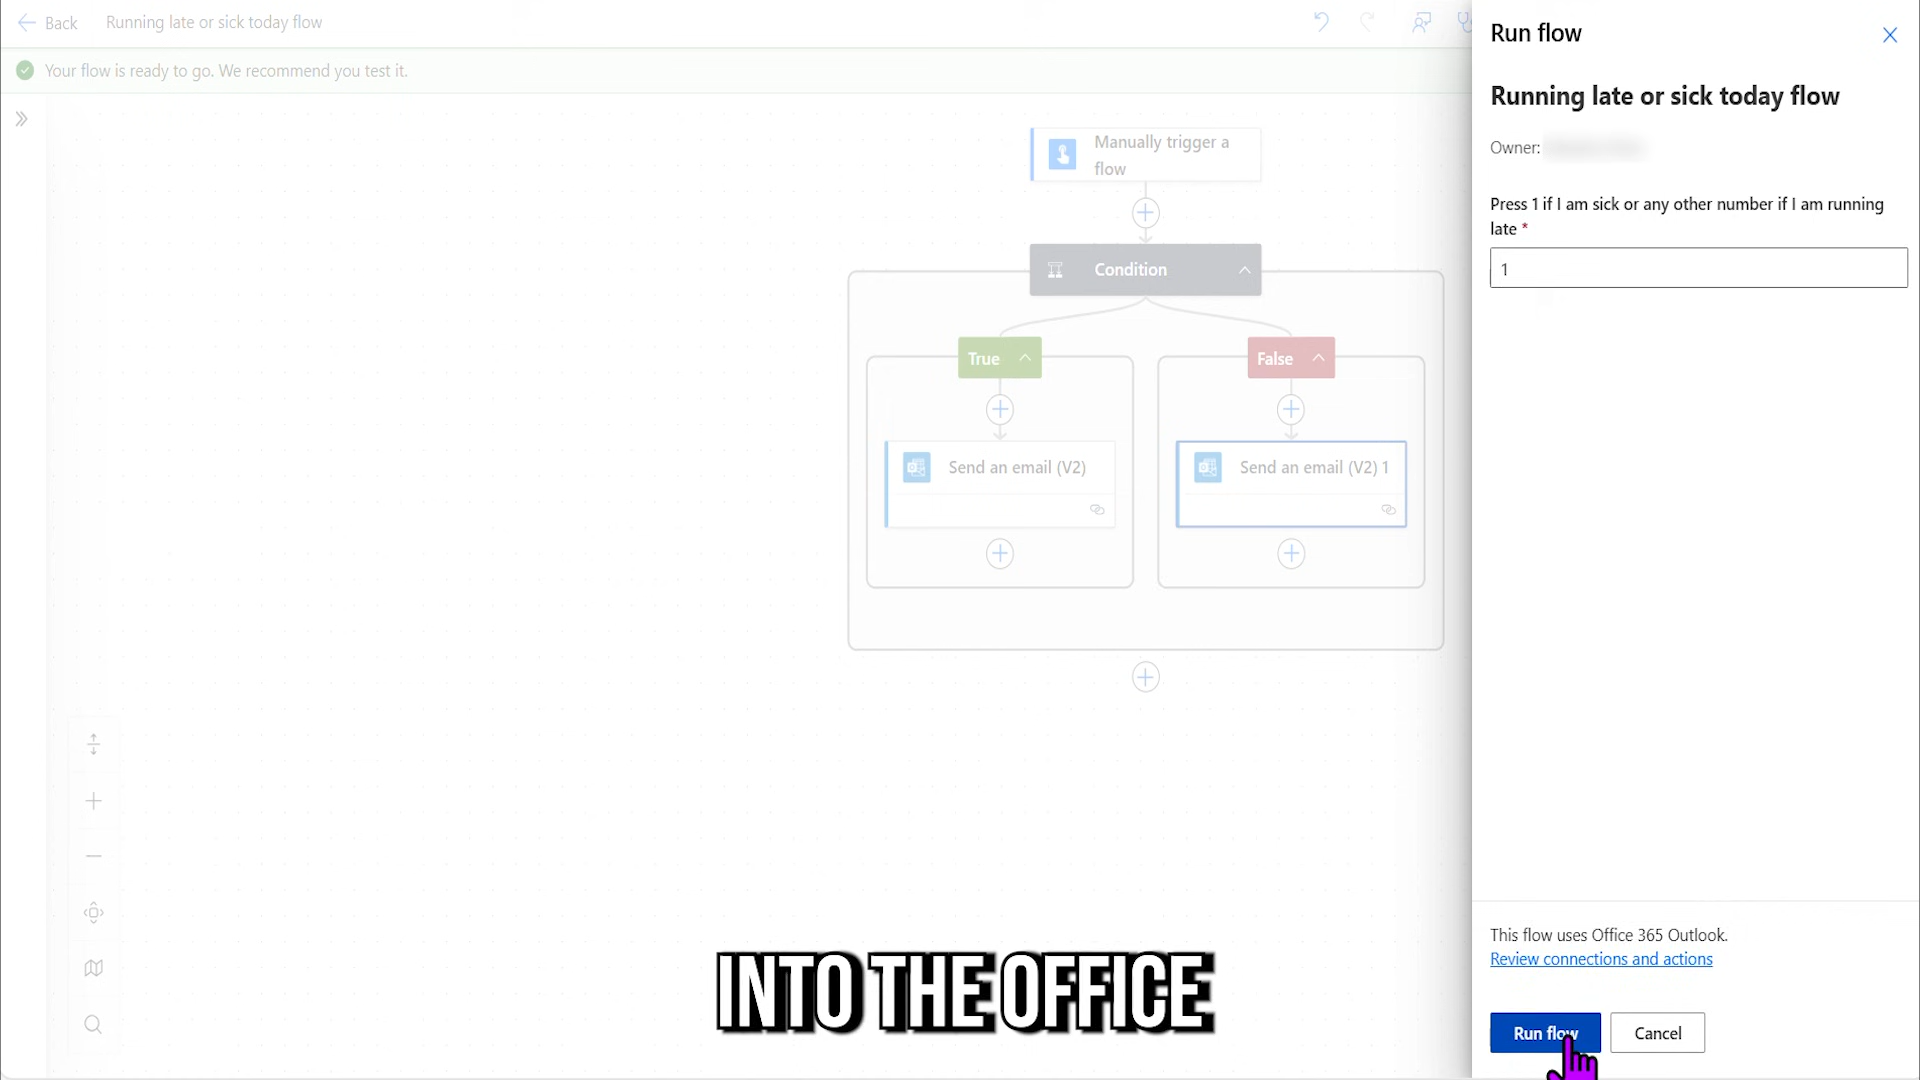 Back
Running late or sick today flow
Your flow is ready to go. We recommend you test it.
Manually trigger a
flow
Condition
True
False
Send an email (V2)
Send an email (V2) 1
INTO THE OFFICE
Run flow
Running late or sick today flow
Owner:
Press 1 if I am sick or any other number if I am running
late *
1
This flow uses Office 365 Outlook.
Review connections and actions
Run flow
Cancel